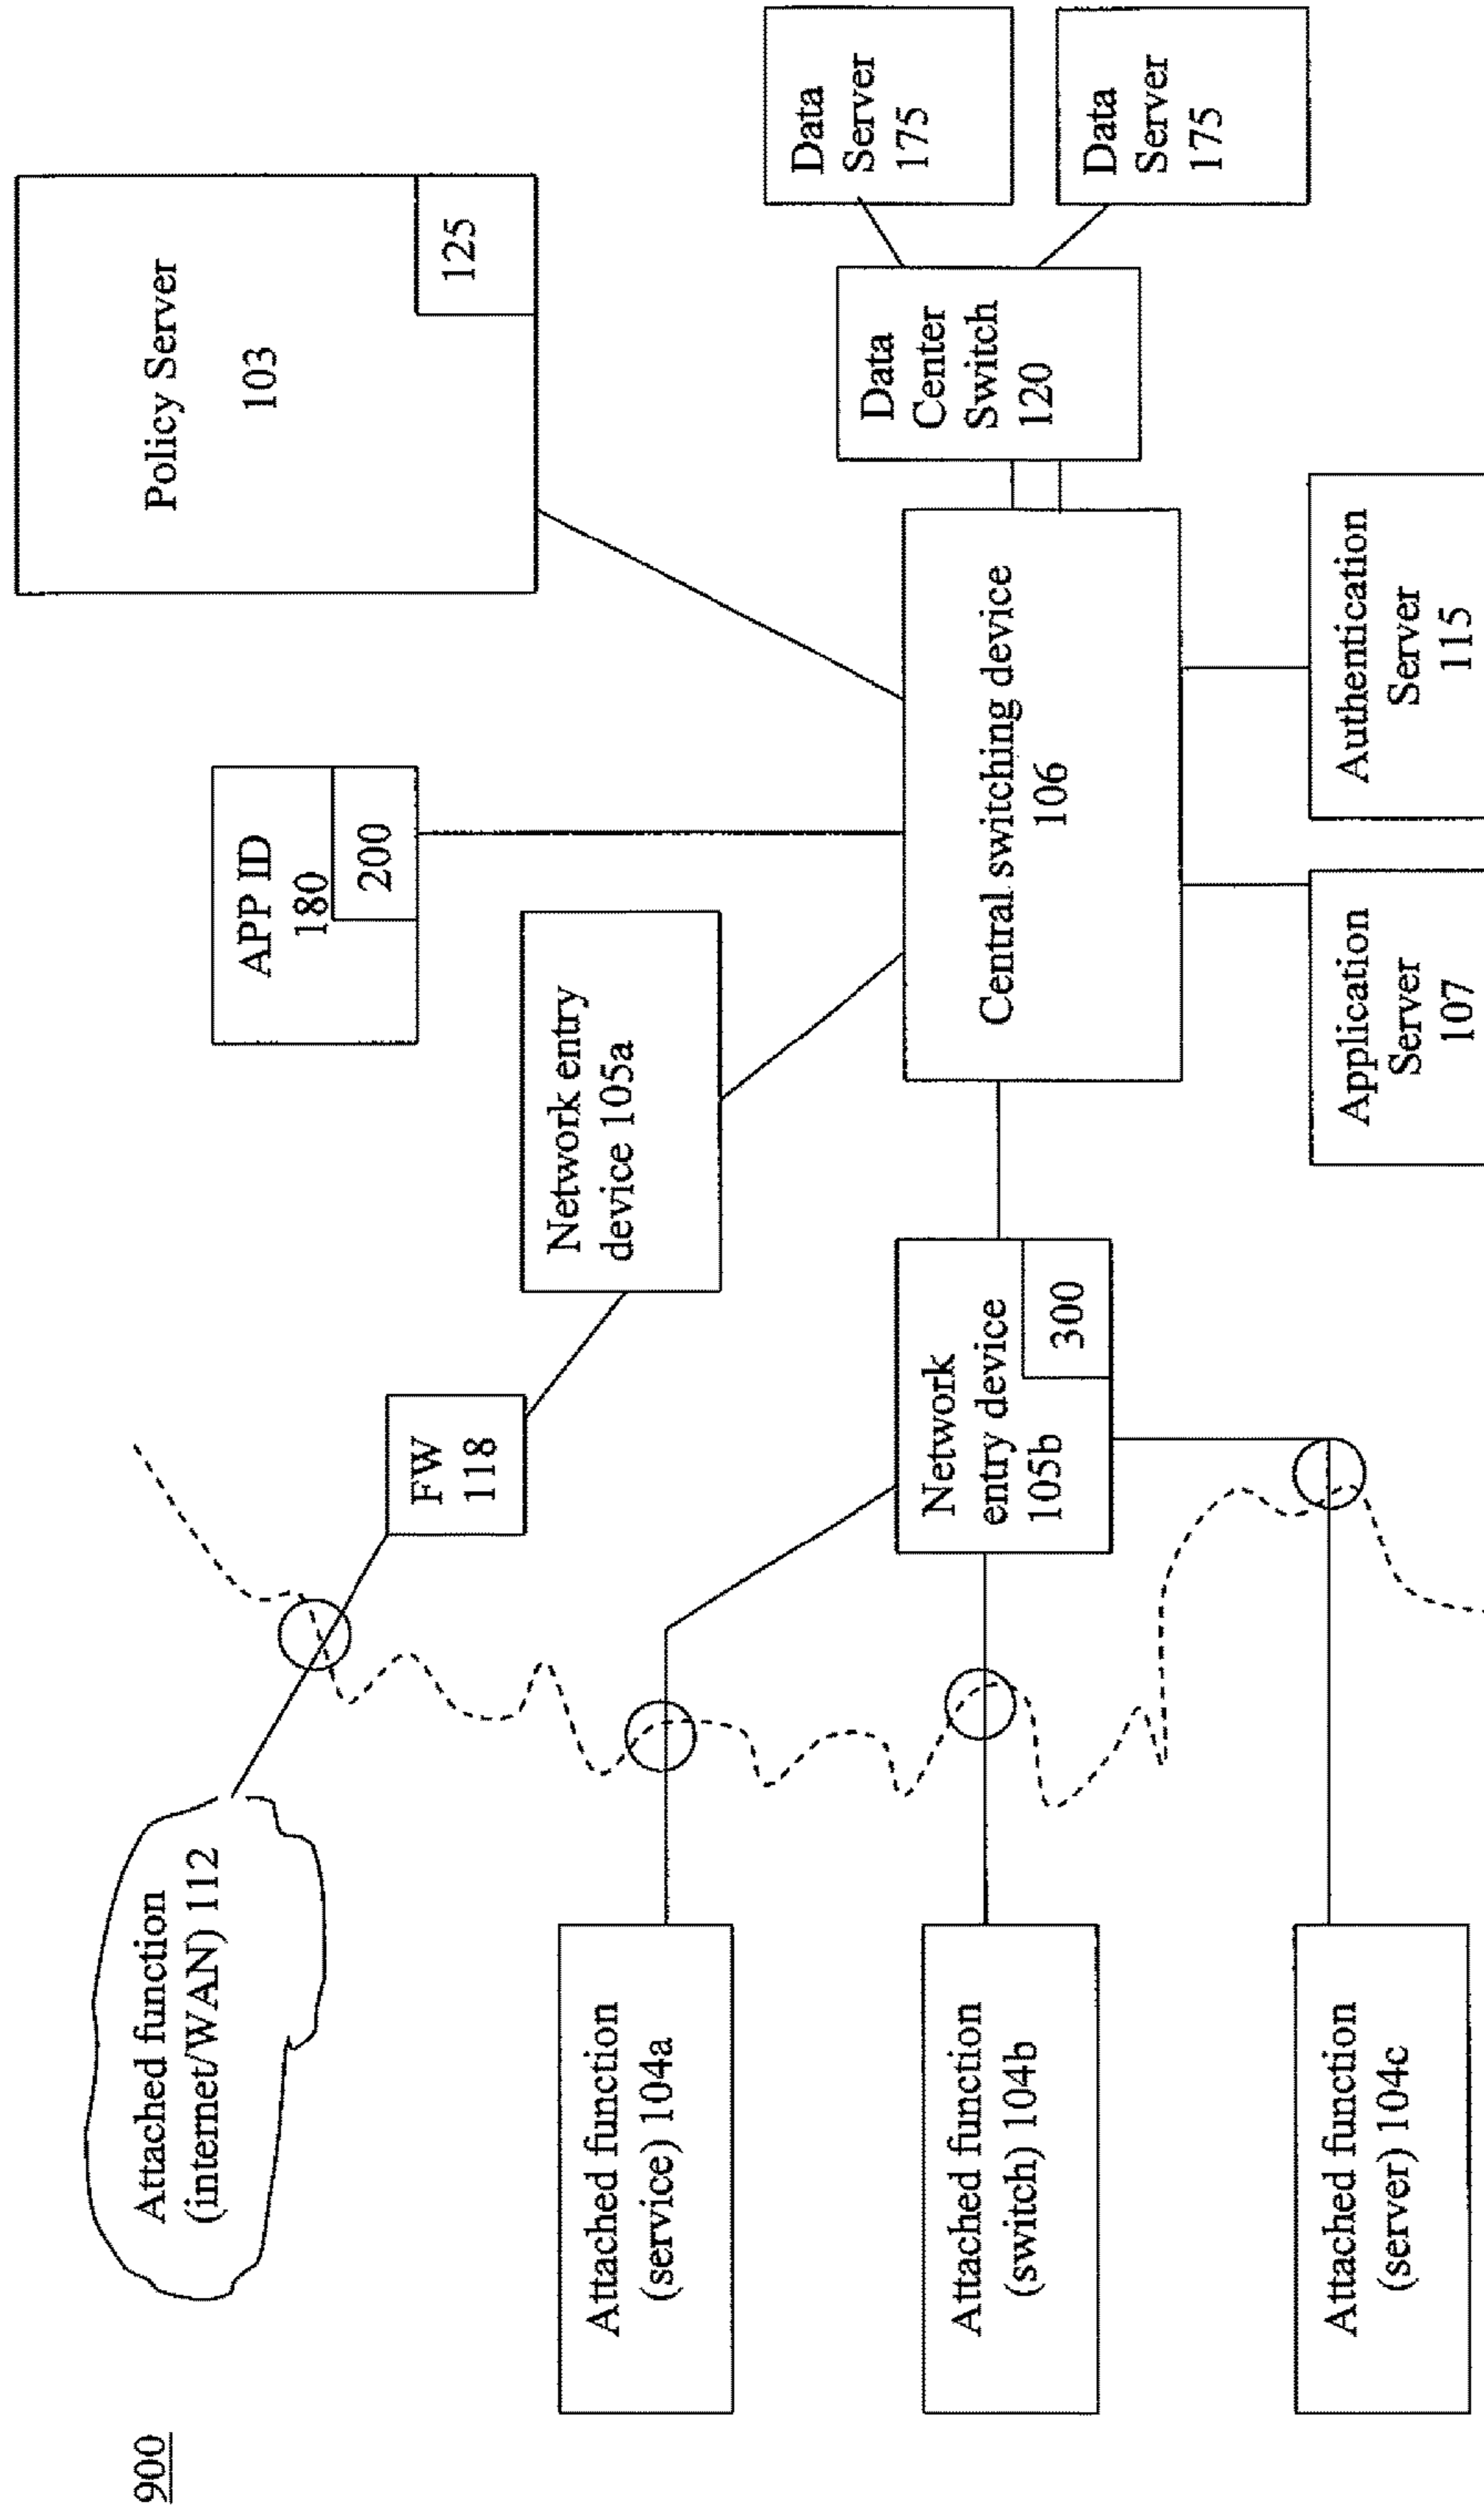 900
Attached function
(internet/WAN) 112
FW
118
APP ID
180
200
Policy Server
103
125
Network entry
device 105a
Attached function
(service) 104a
Attached function
(switch) 104b
Network
entry device
105b
300
Central switching device
106
Data
Center
Switch
120
Data
Server
175
Data
Server
175
Attached function
(server) 104c
Application
Server
107
Authentication
Server
115